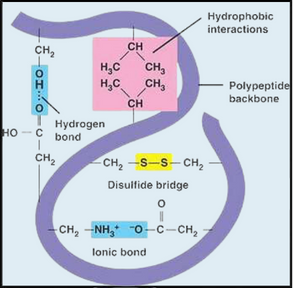 Hydrophobic
interactions
CH₂
CH
OH
H₃C CH₃
H₃C CH₃
CH
O
HO — C
Hydrogen
bond
CH₂
Polypeptide
backbone
—CH₂—S—S—CH₂—
Disulfide bridge
O
—CH₂—NH₃⁺ ⁻O—C—CH₂—
Ionic bond